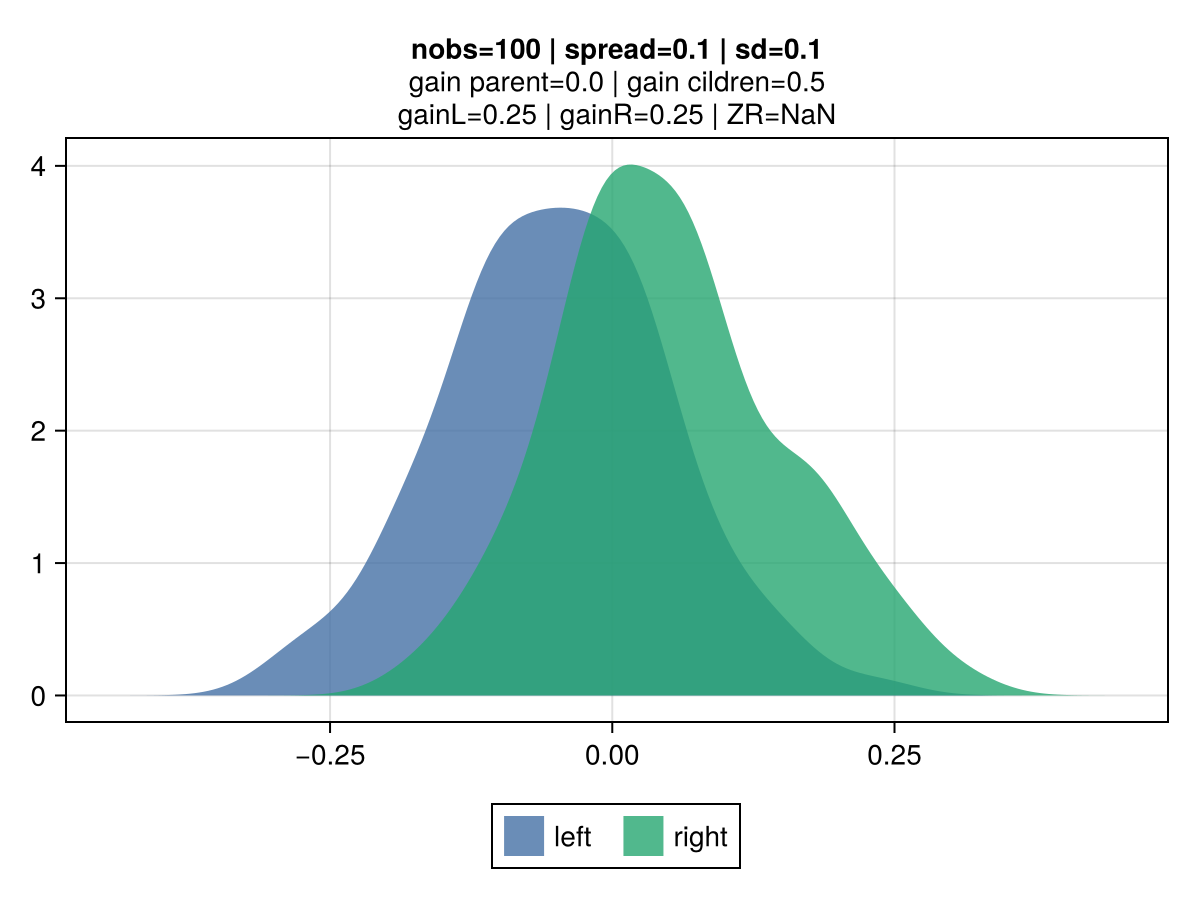 nobs=100 | spread=0.1 | sd=0.1
gain parent=0.0 | gain cildren=0.5
gainL=0.25 | gainR=0.25 | ZR=NaN
4
3
2
1
0
−0.25 0.00 0.25
left right